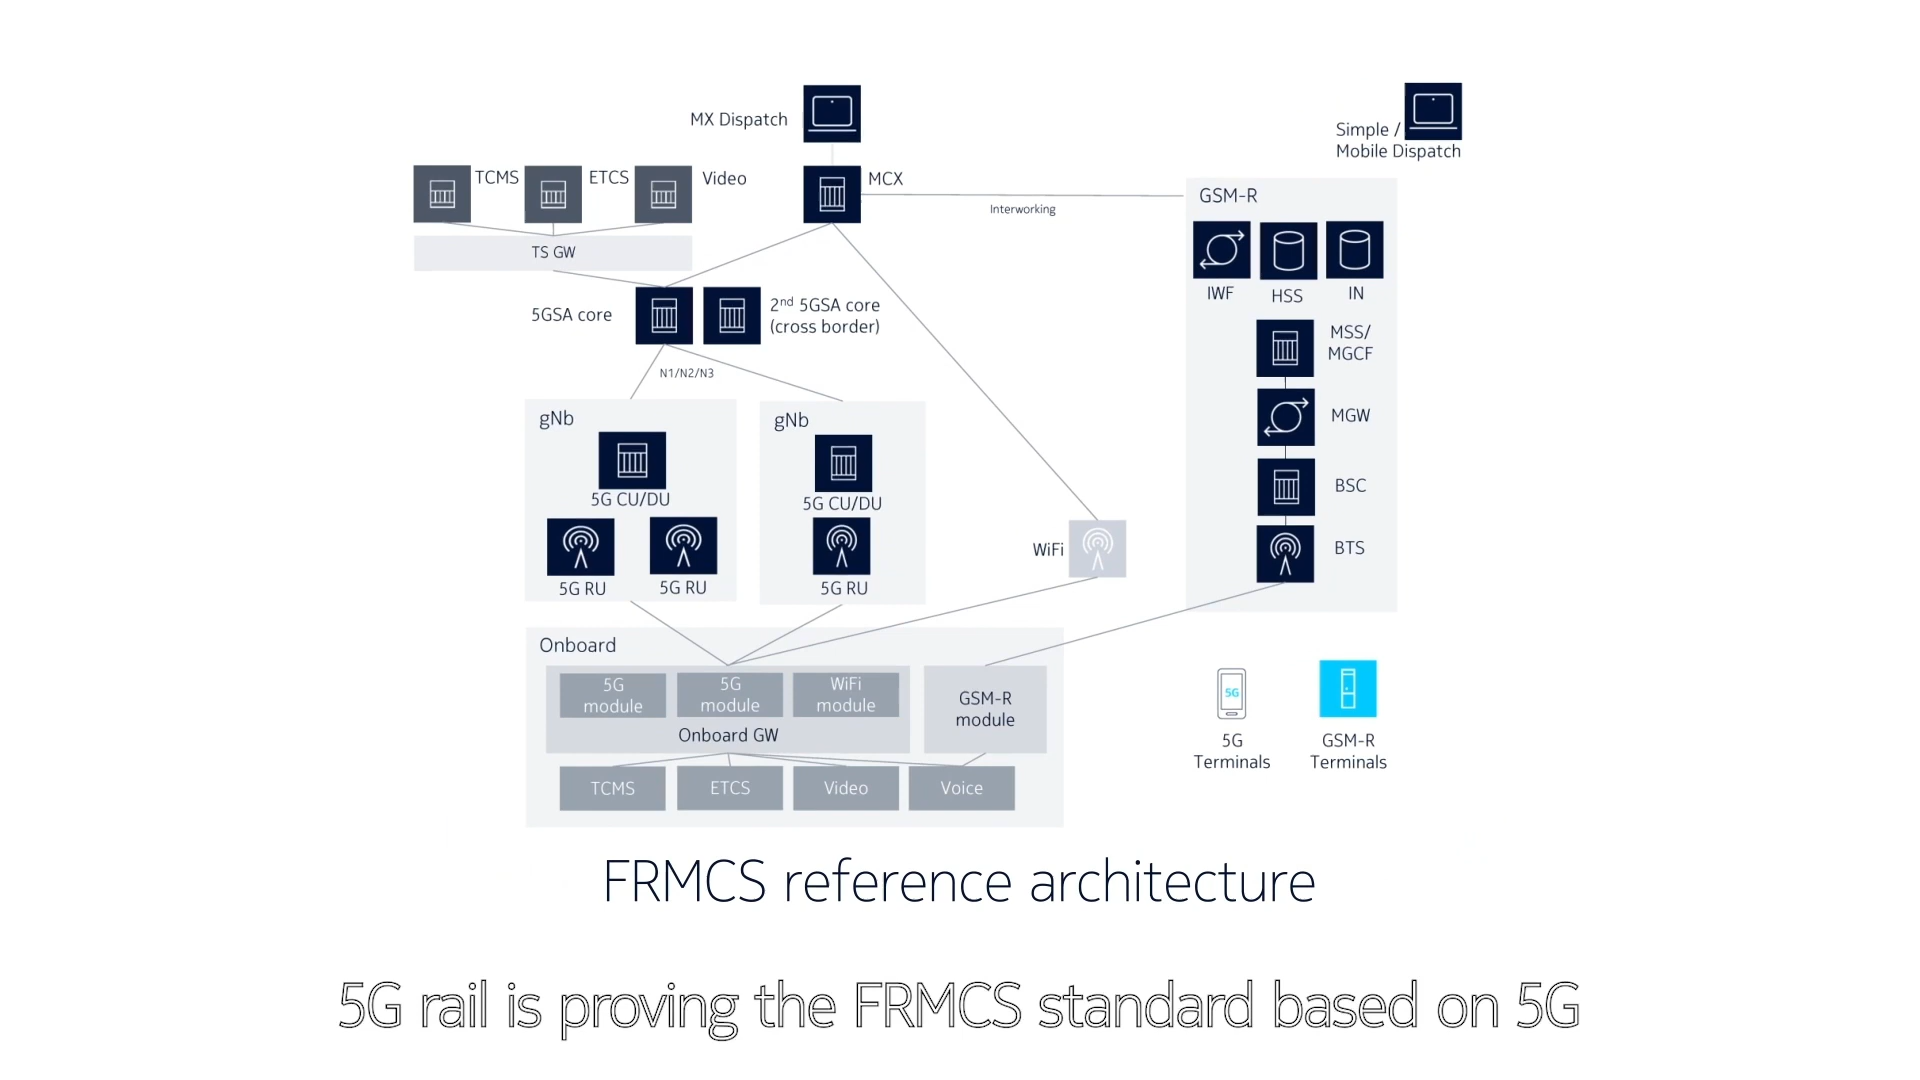 MX Dispatch
Simple /
Mobile Dispatch
TCMS
ETCS
Video
MCX
Interworking
GSM-R
TS GW
IWF
HSS
IN
5GSA core
2nd 5GSA core
(cross border)
MSS/
MGCF
N1/N2/N3
MGW
gNb
gNb
5G CU/DU
5G CU/DU
BSC
5G RU
5G RU
5G RU
WiFi
BTS
Onboard
5G
module
5G
module
WiFi
module
GSM-R
module
Onboard GW
TCMS
ETCS
Video
Voice
5G
5G
Terminals
GSM-R
Terminals
FRMCS reference architecture
5G rail is proving the FRMCS standard based on 5G